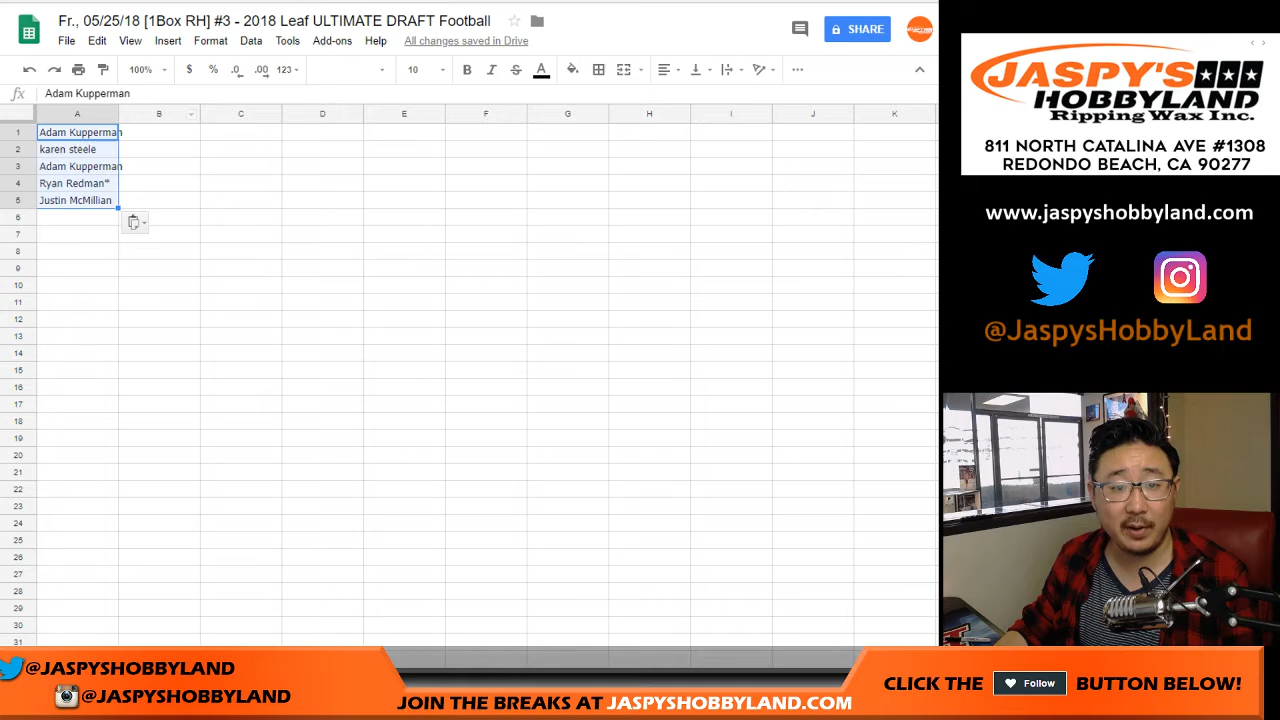 Fr., 05/25/18 [1Box RH] #3 - 2018 Leaf ULTIMATE DRAFT Football
File Edit View Insert Format Data Tools Add-ons Help All changes saved in Drive
SHARE
100% $ % .0 .00 123 10 B I S A
fx Adam Kupperman
A B C D E F G H I J K
1 Adam Kupperman
2 karen steele
3 Adam Kupperman
4 Ryan Redman*
5 Justin McMillian
6
7
8
9
10
11
12
13
14
15
16
17
18
19
20
21
22
23
24
25
26
27
28
29
30
31
JASPY'S
HOBBYLAND
Ripping Wax Inc.
811 NORTH CATALINA AVE #1308
REDONDO BEACH, CA 90277
www.jaspyshobbyland.com
@JaspysHobbyLand
@JASPYSHOBBYLAND
@JASPYSHOBBYLAND
JOIN THE BREAKS AT JASPYSHOBBYLAND.COM
CLICK THE Follow BUTTON BELOW!